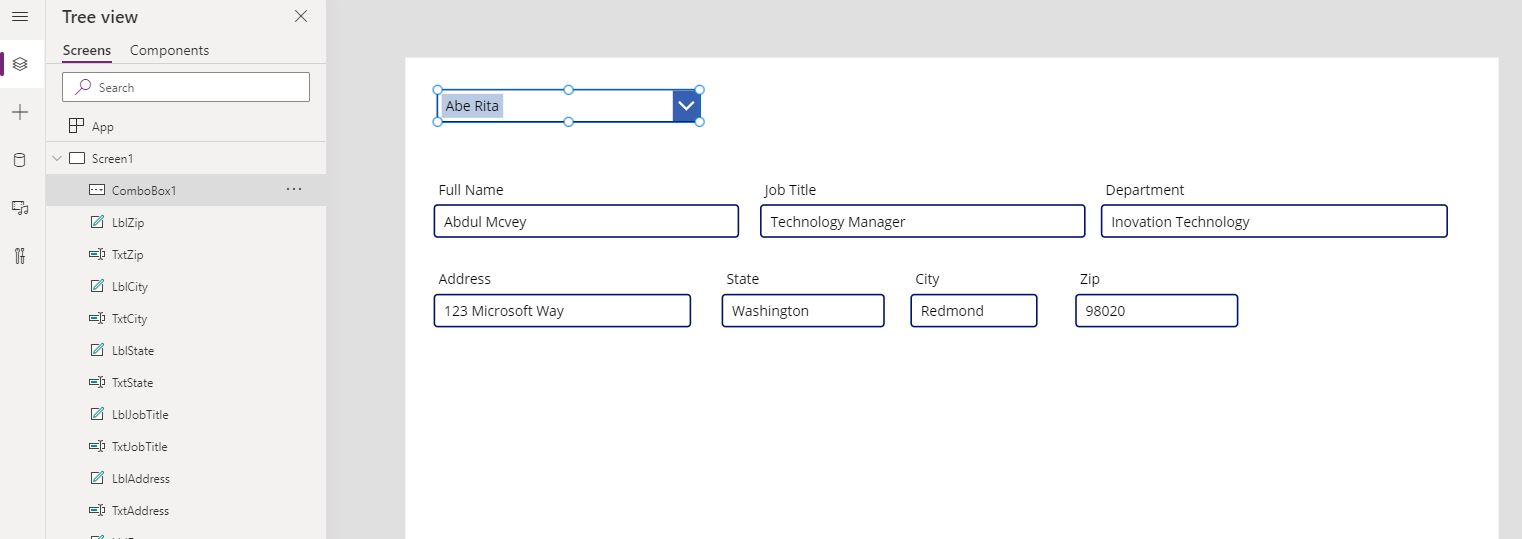 Tree view
Screens Components
Search
App
Screen1
ComboBox1
LblZip
TxtZip
LblCity
TxtCity
LblState
TxtState
LblJobTitle
TxtJobTitle
LblAddress
TxtAddress
Abe Rita
Full Name Job Title Department
Abdul Mcvey Technology Manager Inovation Technology
Address State City Zip
123 Microsoft Way Washington Redmond 98020